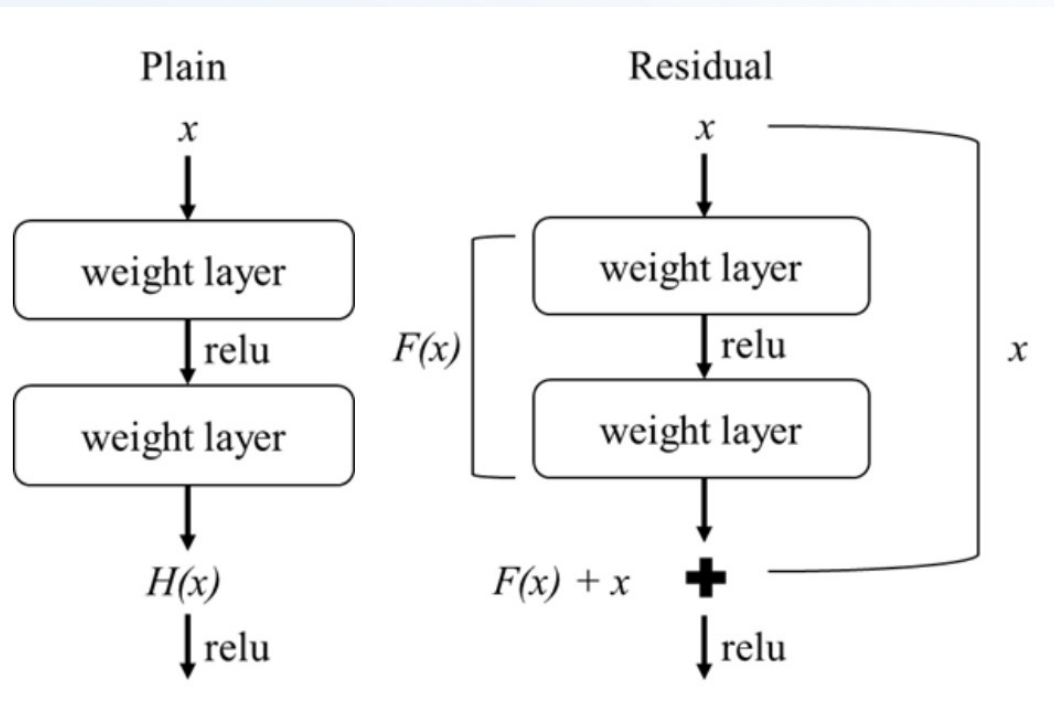 Plain
x
weight layer
relu
weight layer
H(x)
relu
Residual
x
weight layer
relu
weight layer
F(x)
x
F(x) + x
relu